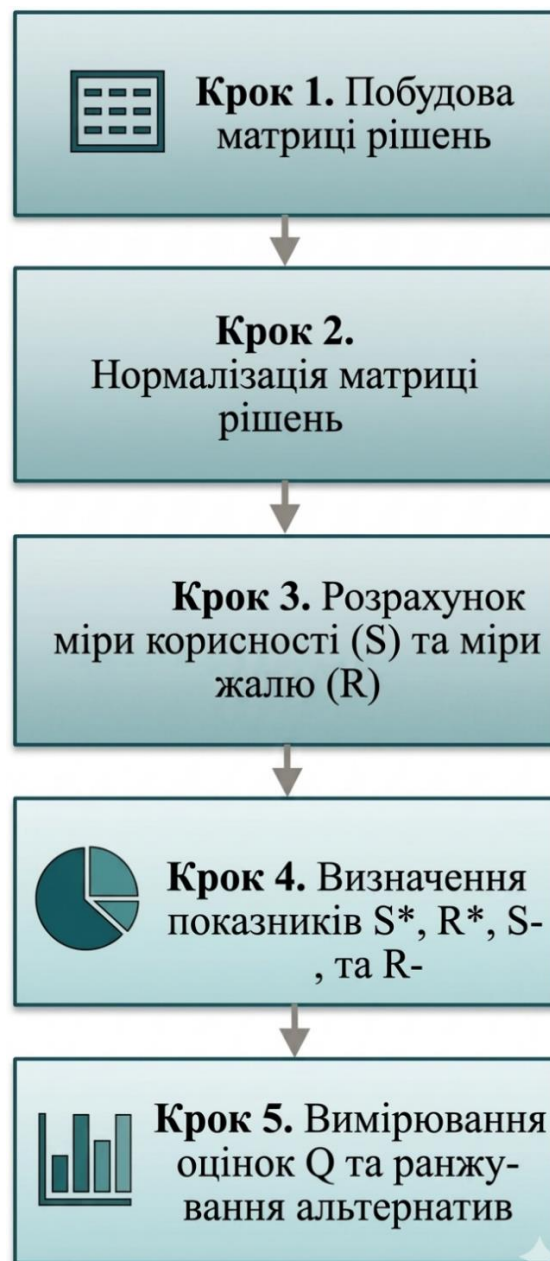 Крок 1. Побудова
матриці рішень
Крок 2.
Нормалізація матриці
рішень
Крок 3. Розрахунок
міри корисності (S) та міри
жалю (R)
Крок 4. Визначення
показників S*, R*, S-
, та R-
Крок 5. Вимірювання
оцінок Q та ранжу-
вання альтернатив